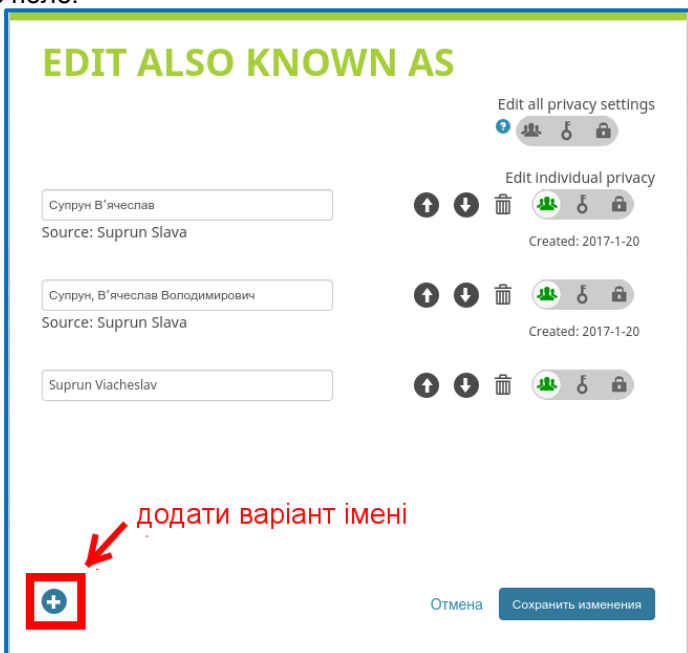 поле.
EDIT ALSO KNOWN AS
Edit all privacy settings
?
Edit individual privacy
Супрун В’ячеслав
Source: Suprun Slava
Created: 2017-1-20
Супрун, В’ячеслав Володимирович
Source: Suprun Slava
Created: 2017-1-20
Suprun Viacheslav
додати варіант імені
Отмена
Сохранить изменения